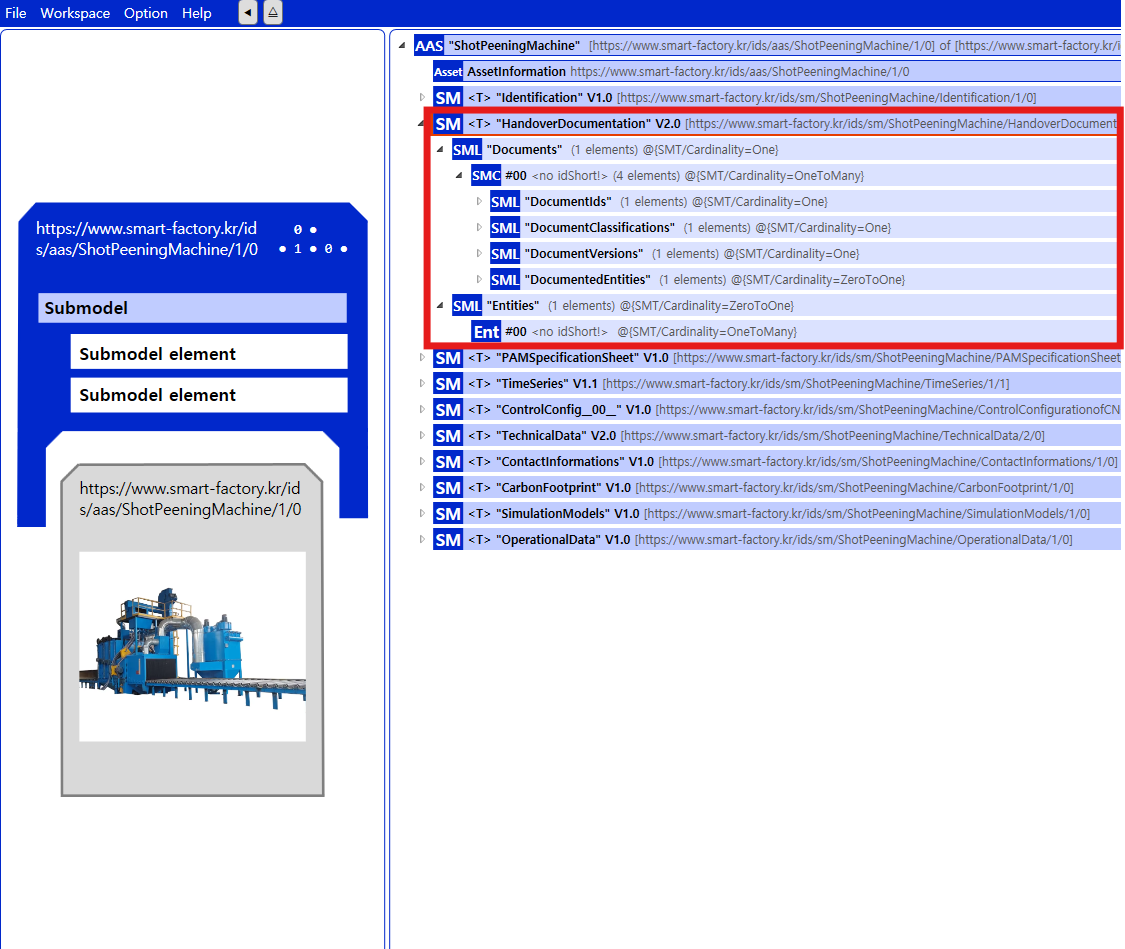 File Workspace Option Help
https://www.smart-factory.kr/id
s/aas/ShotPeeningMachine/1/0
0
1 0
Submodel
Submodel element
Submodel element
https://www.smart-factory.kr/id
s/aas/ShotPeeningMachine/1/0
AAS "ShotPeeningMachine" [https://www.smart-factory.kr/ids/aas/ShotPeeningMachine/1/0] of [https://www.smart-factory.kr/i
Asset AssetInformation https://www.smart-factory.kr/ids/aas/ShotPeeningMachine/1/0
SM <T> "Identification" V1.0 [https://www.smart-factory.kr/ids/sm/ShotPeeningMachine/Identification/1/0]
SM <T> "HandoverDocumentation" V2.0 [https://www.smart-factory.kr/ids/sm/ShotPeeningMachine/HandoverDocument
SML "Documents" (1 elements) @{SMT/Cardinality=One}
SMC #00 <no idShort!> (4 elements) @{SMT/Cardinality=OneToMany}
SML "DocumentIds" (1 elements) @{SMT/Cardinality=One}
SML "DocumentClassifications" (1 elements) @{SMT/Cardinality=One}
SML "DocumentVersions" (1 elements) @{SMT/Cardinality=One}
SML "DocumentedEntities" (1 elements) @{SMT/Cardinality=ZeroToOne}
SML "Entities" (1 elements) @{SMT/Cardinality=ZeroToOne}
Ent #00 <no idShort!> @{SMT/Cardinality=OneToMany}
SM <T> "PAMSpecificationSheet" V1.0 [https://www.smart-factory.kr/ids/sm/ShotPeeningMachine/PAMSpecificationSheet
SM <T> "TimeSeries" V1.1 [https://www.smart-factory.kr/ids/sm/ShotPeeningMachine/TimeSeries/1/1]
SM <T> "ControlConfig__00__" V1.0 [https://www.smart-factory.kr/ids/sm/ShotPeeningMachine/ControlConfigurationofCN
SM <T> "TechnicalData" V2.0 [https://www.smart-factory.kr/ids/sm/ShotPeeningMachine/TechnicalData/2/0]
SM <T> "ContactInformations" V1.0 [https://www.smart-factory.kr/ids/sm/ShotPeeningMachine/ContactInformations/1/0]
SM <T> "CarbonFootprint" V1.0 [https://www.smart-factory.kr/ids/sm/ShotPeeningMachine/CarbonFootprint/1/0]
SM <T> "SimulationModels" V1.0 [https://www.smart-factory.kr/ids/sm/ShotPeeningMachine/SimulationModels/1/0]
SM <T> "OperationalData" V1.0 [https://www.smart-factory.kr/ids/sm/ShotPeeningMachine/OperationalData/1/0]